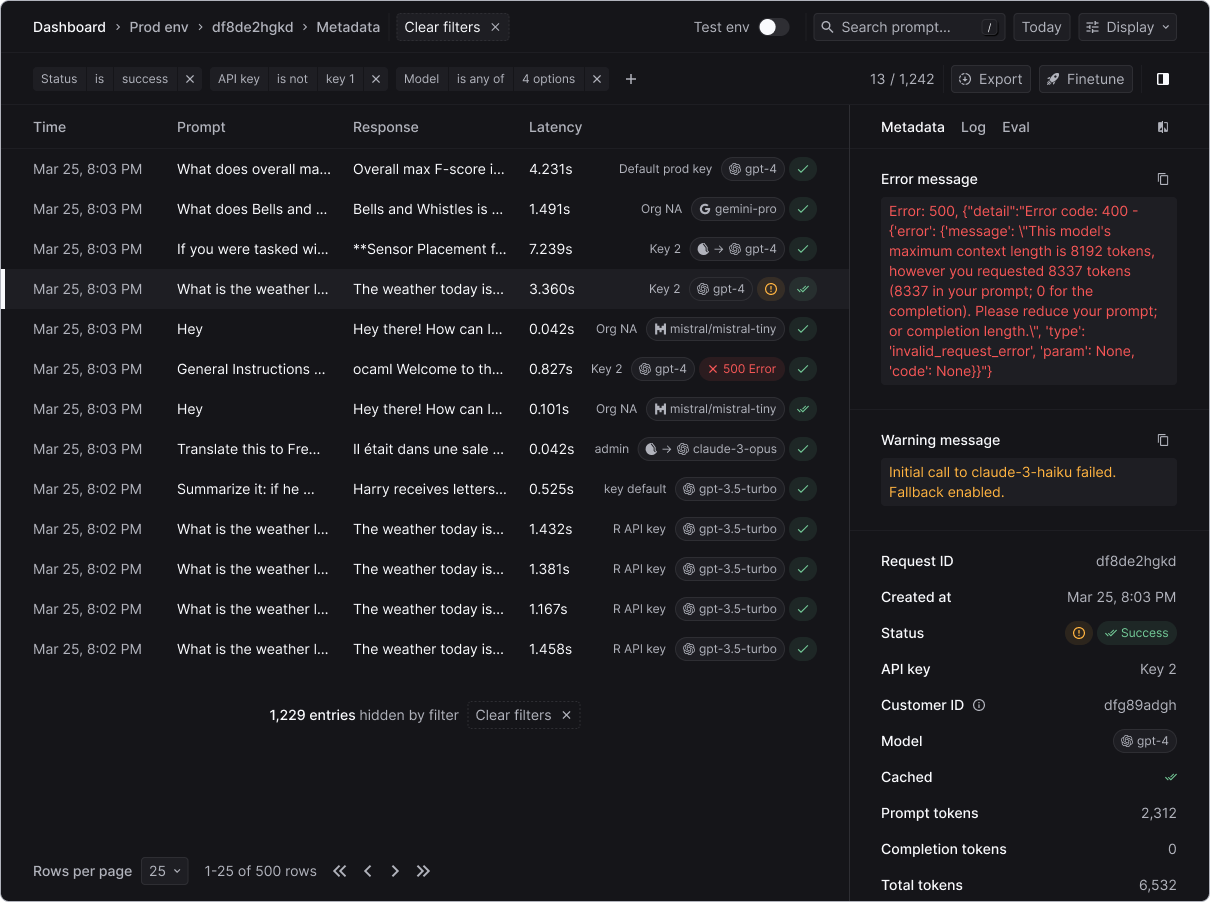 Dashboard › Prod env › df8de2hgkd › Metadata Clear filters × Test env Search prompt... / Today Display
Status is success × API key is not key 1 × Model is any of 4 options × + 13 / 1,242 Export Finetune
Time Prompt Response Latency
Mar 25, 8:03 PM What does overall ma... Overall max F-score i... 4.231s Default prod key gpt-4
Mar 25, 8:03 PM What does Bells and ... Bells and Whistles is ... 1.491s Org NA gemini-pro
Mar 25, 8:03 PM If you were tasked wi... **Sensor Placement f... 7.239s Key 2 → gpt-4
Mar 25, 8:03 PM What is the weather l... The weather today is... 3.360s Key 2 gpt-4
Mar 25, 8:03 PM Hey Hey there! How can I... 0.042s Org NA mistral/mistral-tiny
Mar 25, 8:03 PM General Instructions ... ocaml Welcome to th... 0.827s Key 2 gpt-4 × 500 Error
Mar 25, 8:03 PM Hey Hey there! How can I... 0.101s Org NA mistral/mistral-tiny
Mar 25, 8:03 PM Translate this to Fre... Il était dans une sale ... 0.042s admin → claude-3-opus
Mar 25, 8:02 PM Summarize it: if he ... Harry receives letters... 0.525s key default gpt-3.5-turbo
Mar 25, 8:02 PM What is the weather l... The weather today is... 1.432s R API key gpt-3.5-turbo
Mar 25, 8:02 PM What is the weather l... The weather today is... 1.381s R API key gpt-3.5-turbo
Mar 25, 8:02 PM What is the weather l... The weather today is... 1.167s R API key gpt-3.5-turbo
Mar 25, 8:02 PM What is the weather l... The weather today is... 1.458s R API key gpt-3.5-turbo
1,229 entries hidden by filter Clear filters ×
Rows per page 25 1-25 of 500 rows
Metadata Log Eval
Error message
Error: 500, {"detail":"Error code: 400 -
{'error': {'message': \"This model's
maximum context length is 8192 tokens,
however you requested 8337 tokens
(8337 in your prompt; 0 for the
completion). Please reduce your prompt;
or completion length.\", 'type':
'invalid_request_error', 'param': None,
'code': None}}"}
Warning message
Initial call to claude-3-haiku failed.
Fallback enabled.
Request ID df8de2hgkd
Created at Mar 25, 8:03 PM
Status Success
API key Key 2
Customer ID dfg89adgh
Model gpt-4
Cached
Prompt tokens 2,312
Completion tokens 0
Total tokens 6,532